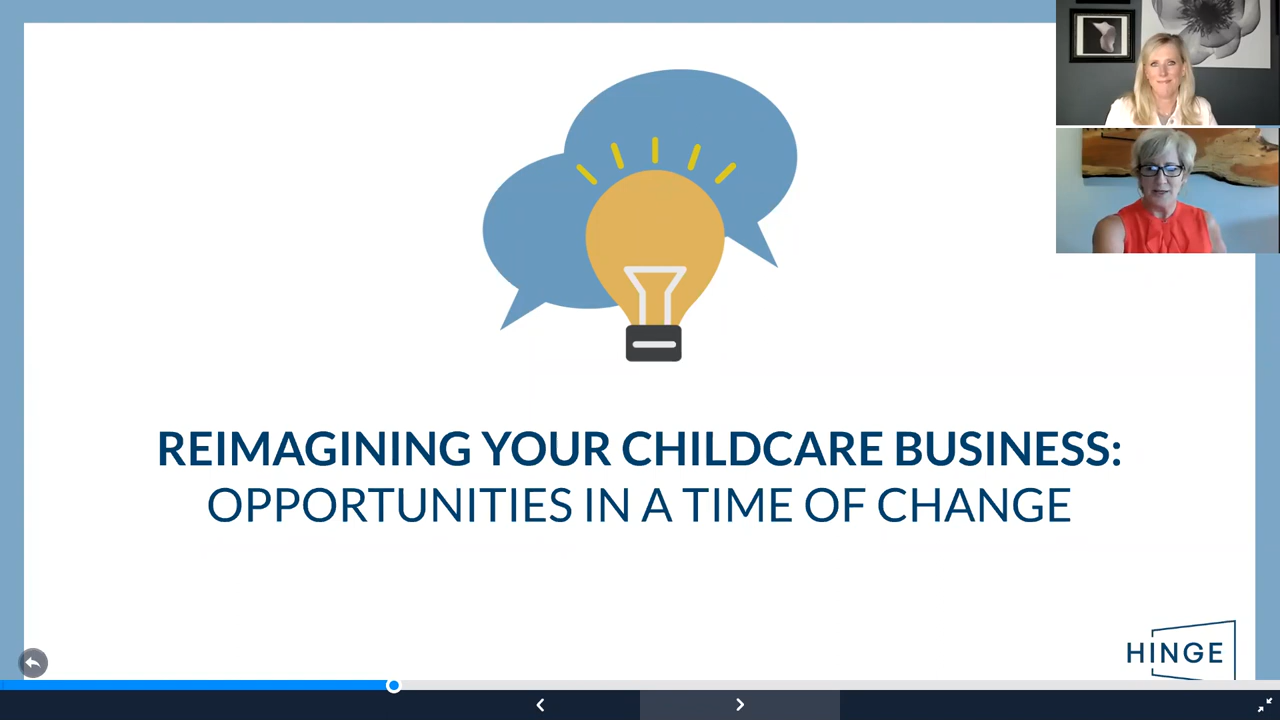 REIMAGINING YOUR CHILDCARE BUSINESS:
OPPORTUNITIES IN A TIME OF CHANGE
HINGE